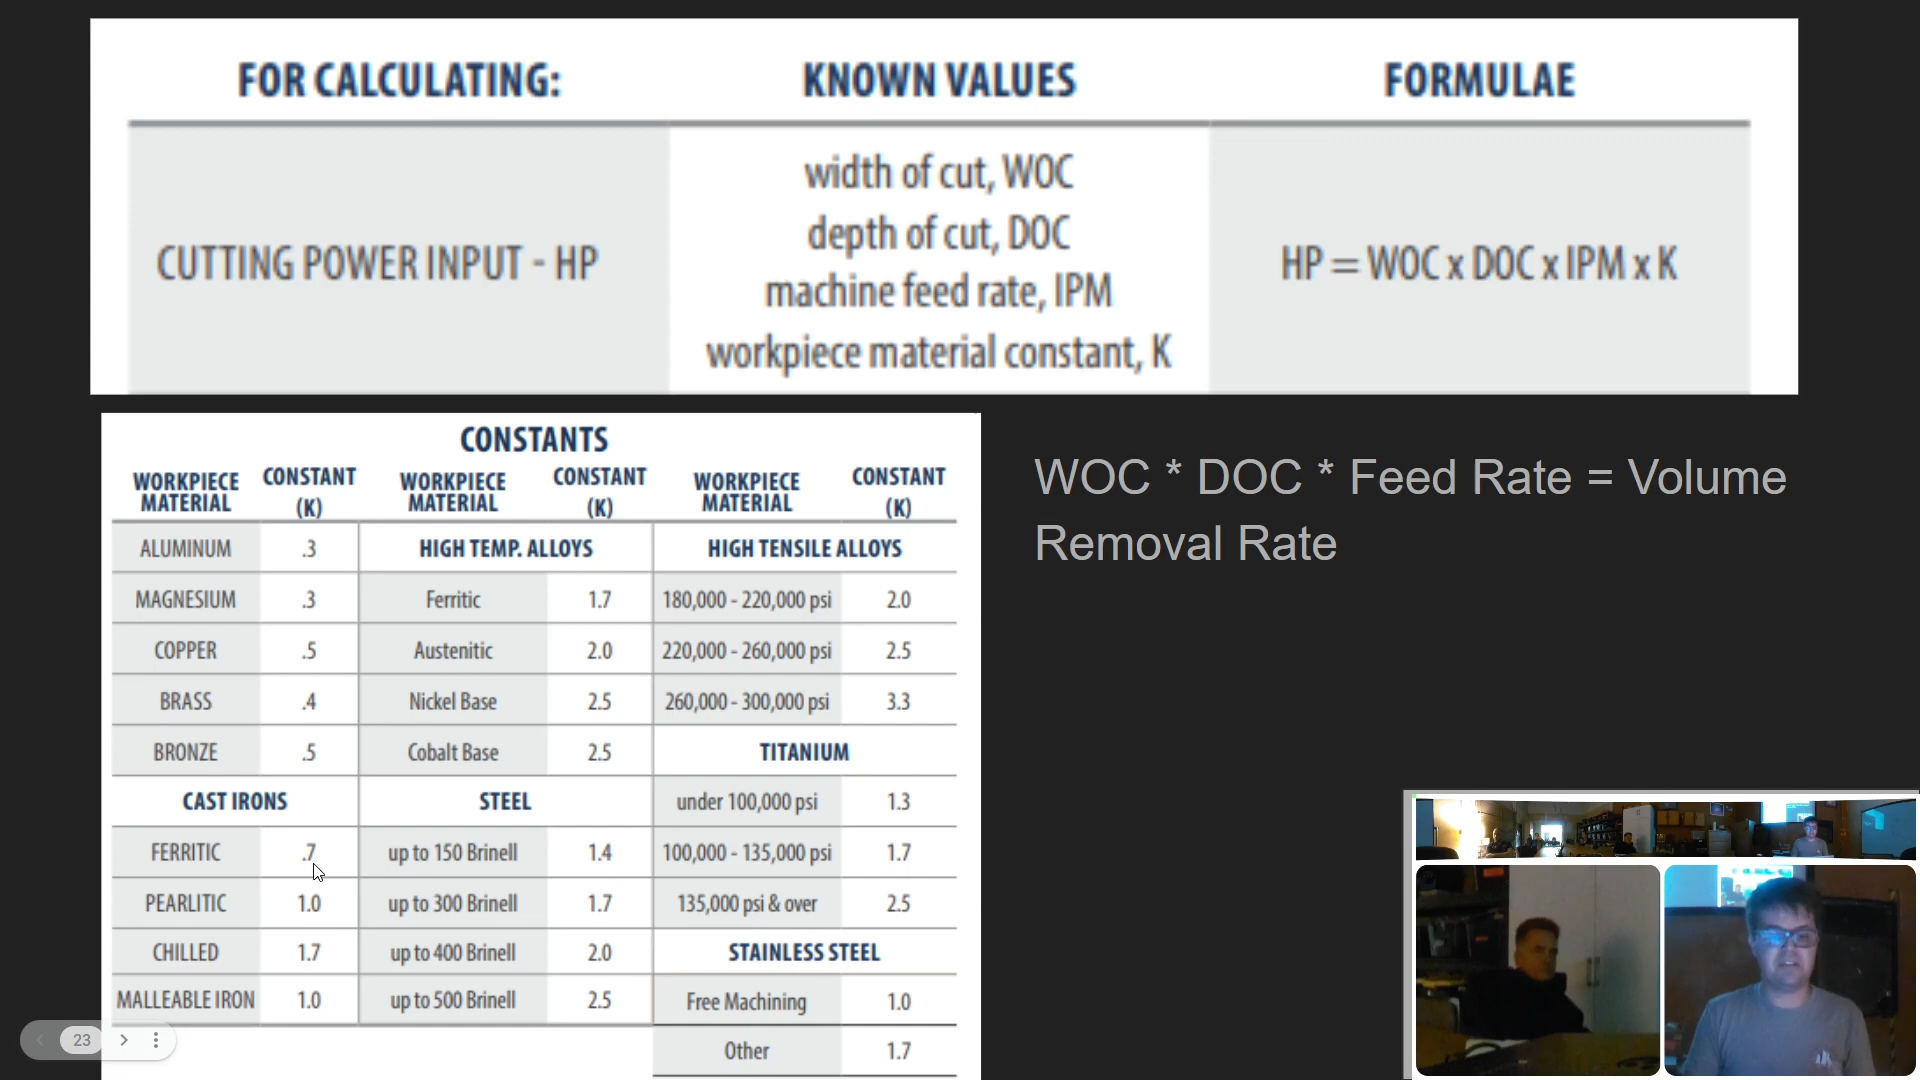 FOR CALCULATING:
KNOWN VALUES
FORMULAE
CUTTING POWER INPUT - HP
width of cut, WOC
depth of cut, DOC
machine feed rate, IPM
workpiece material constant, K
HP = WOC x DOC x IPM x K
CONSTANTS
WORKPIECE MATERIAL CONSTANT (K) WORKPIECE MATERIAL CONSTANT (K) WORKPIECE MATERIAL CONSTANT (K)
ALUMINUM .3 HIGH TEMP. ALLOYS HIGH TENSILE ALLOYS
MAGNESIUM .3 Ferritic 1.7 180,000 - 220,000 psi 2.0
COPPER .5 Austenitic 2.0 220,000 - 260,000 psi 2.5
BRASS .4 Nickel Base 2.5 260,000 - 300,000 psi 3.3
BRONZE .5 Cobalt Base 2.5 TITANIUM
CAST IRONS STEEL under 100,000 psi 1.3
FERRITIC .7 up to 150 Brinell 1.4 100,000 - 135,000 psi 1.7
PEARLITIC 1.0 up to 300 Brinell 1.7 135,000 psi & over 2.5
CHILLED 1.7 up to 400 Brinell 2.0 STAINLESS STEEL
MALLEABLE IRON 1.0 up to 500 Brinell 2.5 Free Machining 1.0
Other 1.7
WOC * DOC * Feed Rate = Volume
Removal Rate
23